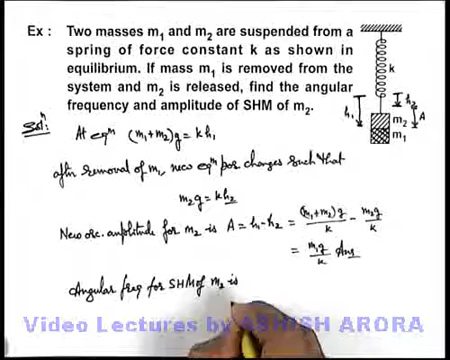 Ex : Two masses m₁ and m₂ are suspended from a
spring of force constant k as shown in
equilibrium. If mass m₁ is removed from the
system and m₂ is released, find the angular
frequency and amplitude of SHM of m₂.
k
h₁
h₂
A
m₂
m₁
Solⁿ:
At eqᵐ (m₁+m₂)g = kh₁
after removal of m₁, new eqᵐ pos changes such that
m₂g = kh₂
New osc. amplitude for m₂ is A = h₁-h₂ = (m₁+m₂)g/k - m₂g/k
= m₁g/k Ans
Angular freq for SHM of m₂ is
Video Lectures by ASHISH ARORA